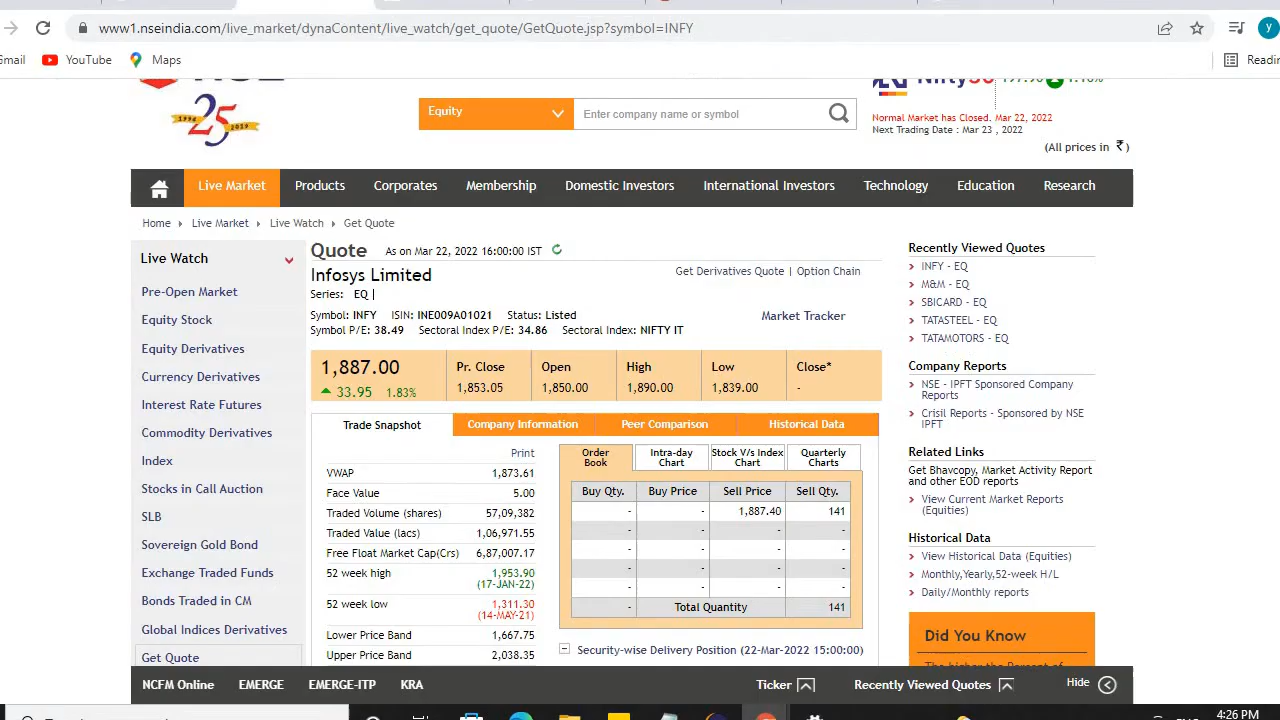 www1.nseindia.com/live_market/dynaContent/live_watch/get_quote/GetQuote.jsp?symbol=INFY
y
YouTube
Maps
25
Equity
Enter company name or symbol
Normal Market has Closed. Mar 22, 2022
Next Trading Date : Mar 23 , 2022
(All prices in ₹)
Live Market
Products
Corporates
Membership
Domestic Investors
International Investors
Technology
Education
Research
Home
Live Market
Live Watch
Get Quote
Live Watch
Pre-Open Market
Equity Stock
Equity Derivatives
Currency Derivatives
Interest Rate Futures
Commodity Derivatives
Index
Stocks in Call Auction
SLB
Sovereign Gold Bond
Exchange Traded Funds
Bonds Traded in CM
Global Indices Derivatives
Get Quote
Quote As on Mar 22, 2022 16:00:00 IST
Infosys Limited
Get Derivatives Quote | Option Chain
Series: EQ |
Symbol: INFY ISIN: INE009A01021 Status: Listed
Market Tracker
Symbol P/E: 38.49 Sectoral Index P/E: 34.86 Sectoral Index: NIFTY IT
1,887.00 Pr. Close Open High Low Close*
33.95 1.83% 1,853.05 1,850.00 1,890.00 1,839.00 -
Trade Snapshot
Company Information
Peer Comparison
Historical Data
Print
VWAP 1,873.61
Face Value 5.00
Traded Volume (shares) 57,09,382
Traded Value (lacs) 1,06,971.55
Free Float Market Cap(Crs) 6,87,007.17
52 week high 1,953.90
(17-JAN-22)
52 week low 1,311.30
(14-MAY-21)
Lower Price Band 1,667.75
Upper Price Band 2,038.35
Order
Book
Intra-day
Chart
Stock V/s Index
Chart
Quarterly
Charts
Buy Qty. Buy Price Sell Price Sell Qty.
- - 1,887.40 141
- - - -
- - - -
- - - -
- - - -
- Total Quantity 141
Security-wise Delivery Position (22-Mar-2022 15:00:00)
Recently Viewed Quotes
INFY - EQ
M&M - EQ
SBICARD - EQ
TATASTEEL - EQ
TATAMOTORS - EQ
Company Reports
NSE - IPFT Sponsored Company
Reports
Crisil Reports - Sponsored by NSE
IPFT
Related Links
Get Bhavcopy, Market Activity Report
and other EOD reports
View Current Market Reports
(Equities)
Historical Data
View Historical Data (Equities)
Monthly,Yearly,52-week H/L
Daily/Monthly reports
Did You Know
NCFM Online
EMERGE
EMERGE-ITP
KRA
Ticker
Recently Viewed Quotes
Hide
4:26 PM